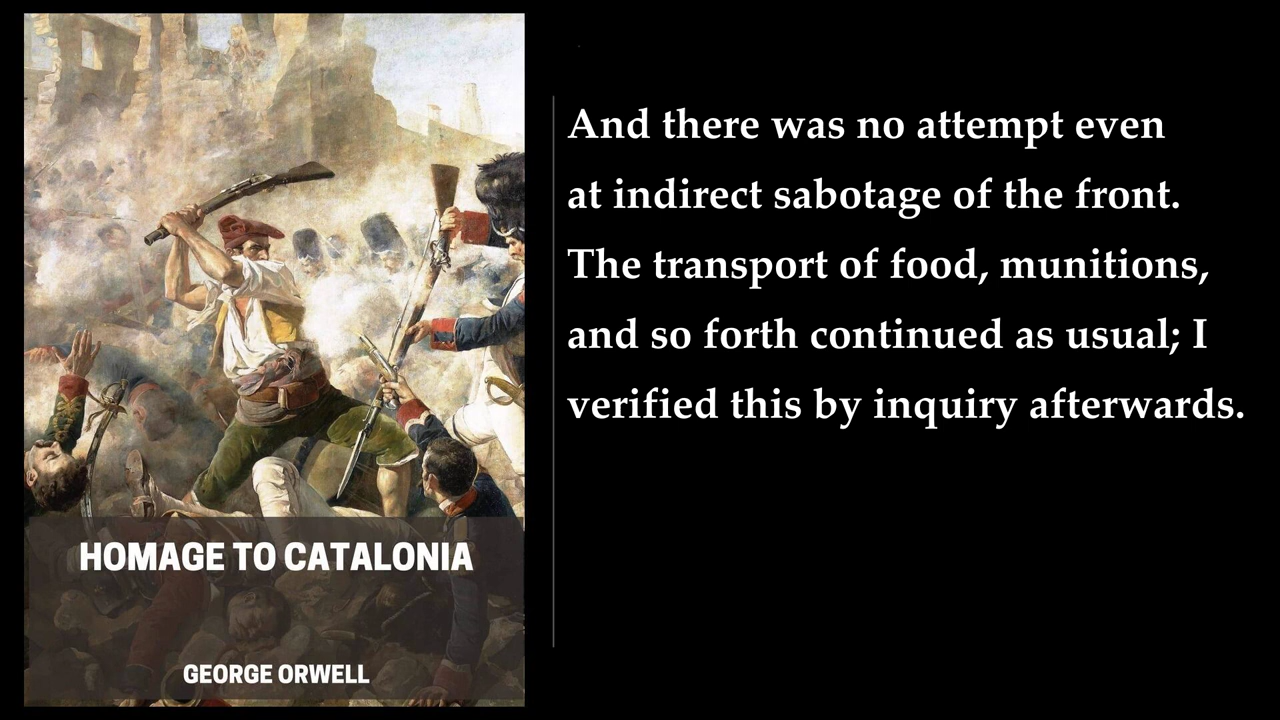 And there was no attempt even
at indirect sabotage of the front.
The transport of food, munitions,
and so forth continued as usual; I
verified this by inquiry afterwards.
HOMAGE TO CATALONIA
GEORGE ORWELL